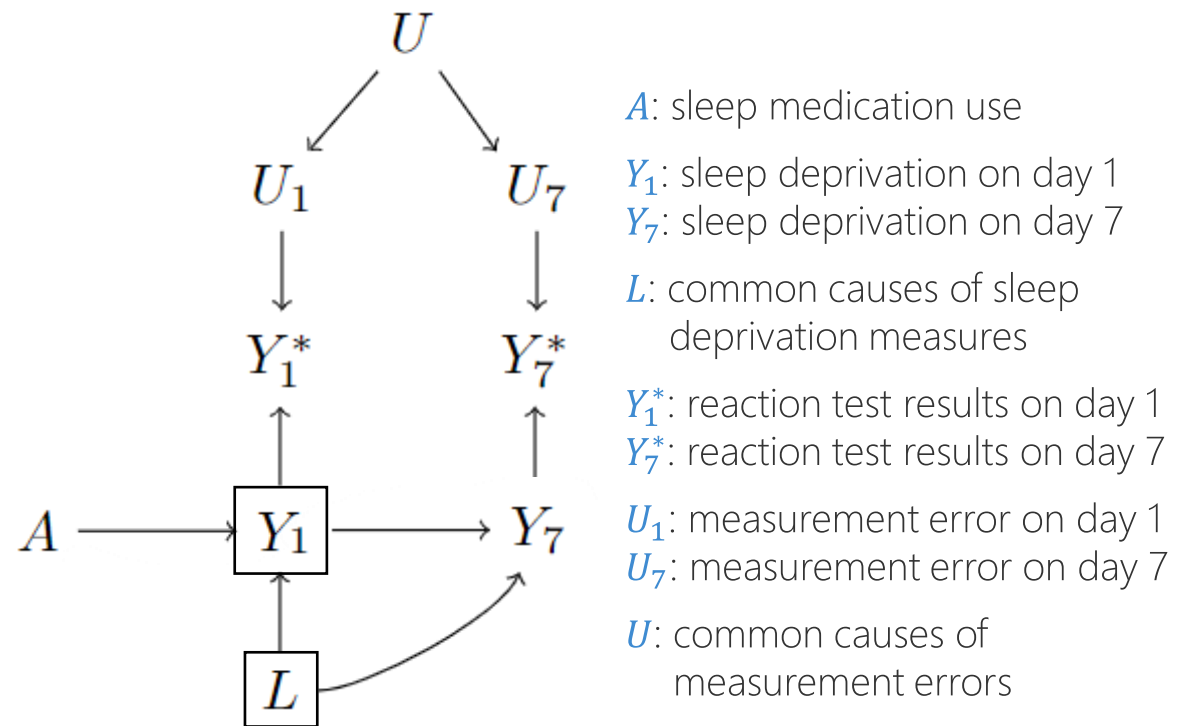 U
U₁ U₇
Y₁* Y₇*
A Y₁ Y₇
L
A: sleep medication use
Y₁: sleep deprivation on day 1
Y₇: sleep deprivation on day 7
L: common causes of sleep
deprivation measures
Y₁*: reaction test results on day 1
Y₇*: reaction test results on day 7
U₁: measurement error on day 1
U₇: measurement error on day 7
U: common causes of
measurement errors